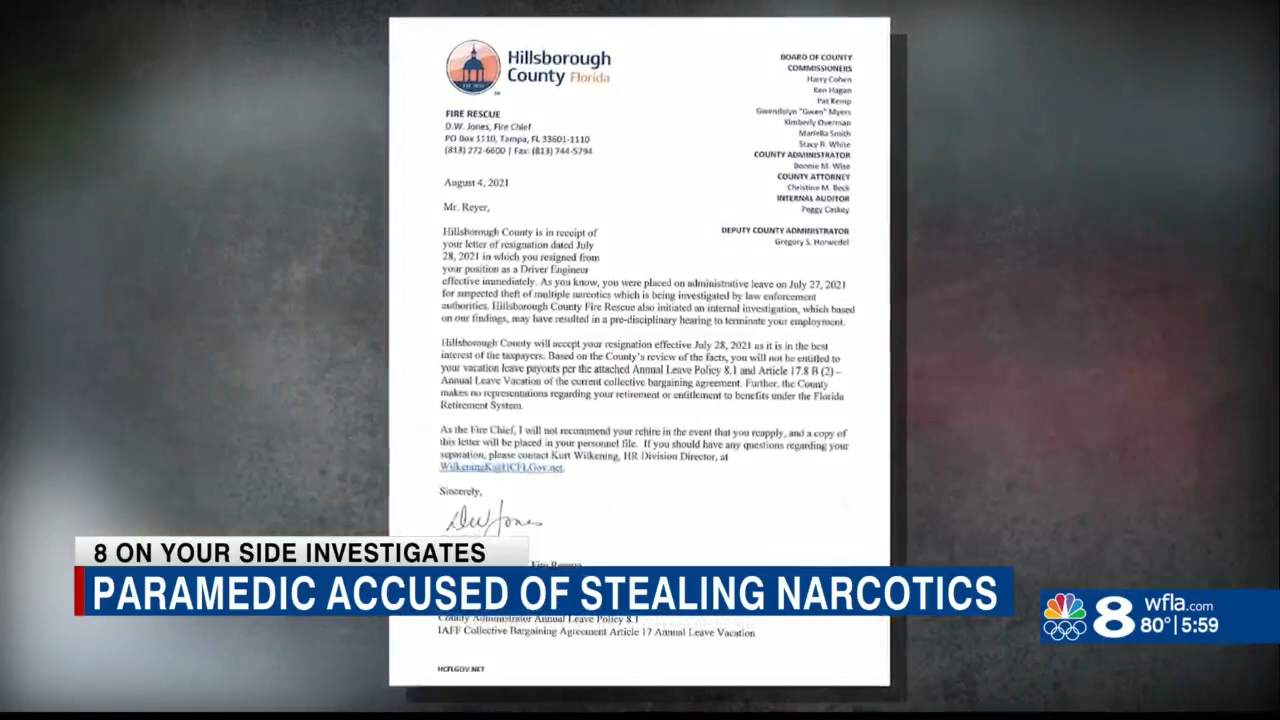 Hillsborough
County Florida
EST. 1834
SM
BOARD OF COUNTY
COMMISSIONERS
Harry Cohen
Ken Hagan
Pat Kemp
Gwendolyn "Gwen" Myers
Kimberly Overman
Mariella Smith
Stacy R. White
COUNTY ADMINISTRATOR
Bonnie M. Wise
COUNTY ATTORNEY
Christine M. Beck
INTERNAL AUDITOR
Peggy Caskey
DEPUTY COUNTY ADMINISTRATOR
Gregory S. Horwedel
FIRE RESCUE
D.W. Jones, Fire Chief
PO Box 1110, Tampa, FL 33601-1110
(813) 272-6600 | Fax: (813) 744-5794
August 4, 2021
Mr. Reyer,
Hillsborough County is in receipt of
your letter of resignation dated July
28, 2021 in which you resigned from
your position as a Driver Engineer
effective immediately. As you know, you were placed on administrative leave on July 27, 2021
for suspected theft of multiple narcotics which is being investigated by law enforcement
authorities. Hillsborough County Fire Rescue also initiated an internal investigation, which based
on our findings, may have resulted in a pre-disciplinary hearing to terminate your employment.
Hillsborough County will accept your resignation effective July 28, 2021 as it is in the best
interest of the taxpayers. Based on the County's review of the facts, you will not be entitled to
your vacation leave payouts per the attached Annual Leave Policy 8.1 and Article 17.8 B (2) –
Annual Leave Vacation of the current collective bargaining agreement. Further, the County
makes no representations regarding your retirement or entitlement to benefits under the Florida
Retirement System.
As the Fire Chief, I will not recommend your rehire in the event that you reapply, and a copy of
this letter will be placed in your personnel file. If you should have any questions regarding your
separation, please contact Kurt Wilkening, HR Division Director, at
WilkeningK@HCFLGov.net.
Sincerely,
DW Jones
Fire Rescue
8 ON YOUR SIDE INVESTIGATES
PARAMEDIC ACCUSED OF STEALING NARCOTICS
County Administrator Annual Leave Policy 8.1
IAFF Collective Bargaining Agreement Article 17 Annual Leave Vacation
HCFLGOV.NET
8 wfla.com
80° | 5:59